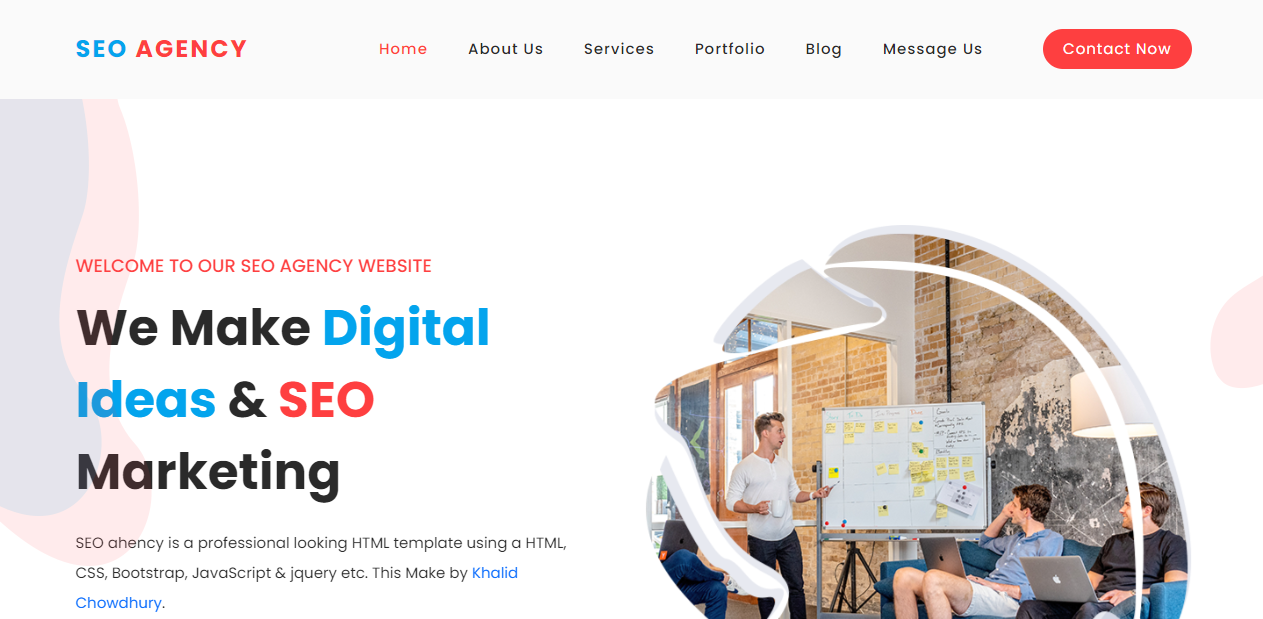 SEO AGENCY
Home
About Us
Services
Portfolio
Blog
Message Us
Contact Now
WELCOME TO OUR SEO AGENCY WEBSITE
We Make Digital
Ideas & SEO
Marketing
SEO ahency is a professional looking HTML template using a HTML,
CSS, Bootstrap, JavaScript & jquery etc. This Make by Khalid
Chowdhury.